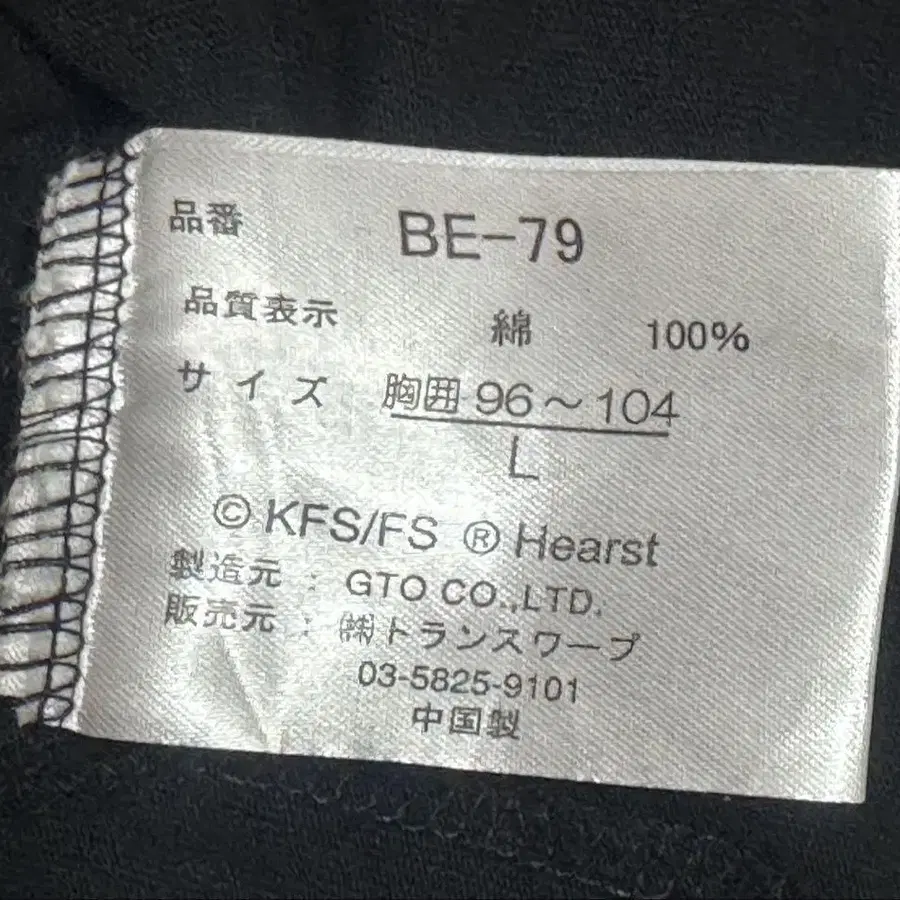 品番 BE-79
品質表示 綿 100%
サイズ 胸囲 96～104
L
© KFS/FS ® Hearst
製造元 : GTO CO.,LTD.
販売元 : ㈱トランスワープ
03-5825-9101
中国製